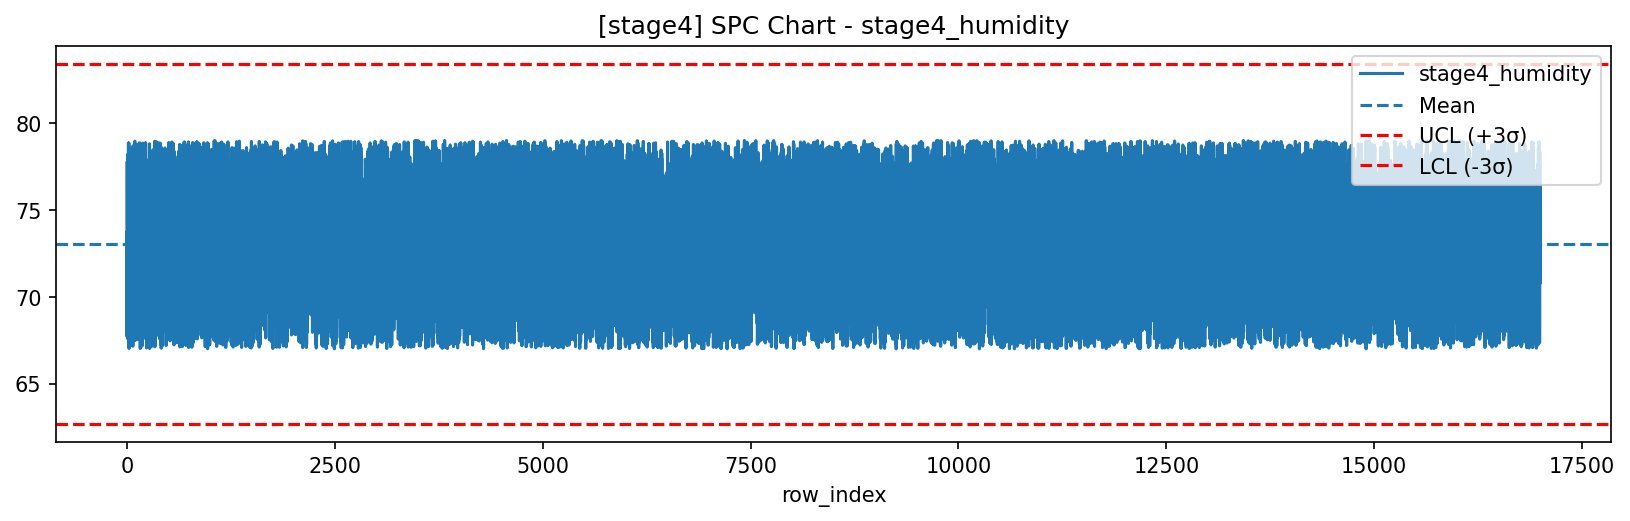 [stage4] SPC Chart - stage4_humidity
stage4_humidity
Mean
UCL (+3σ)
LCL (-3σ)
80
75
70
65
0 2500 5000 7500 10000 12500 15000 17500
row_index